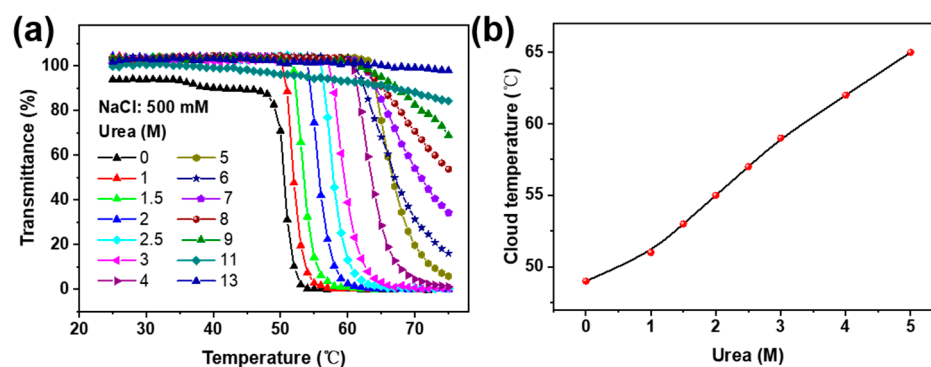 (a)
Transmittance (%)
100
80
60
40
20
0
NaCl: 500 mM
Urea (M)
0 5
1 6
1.5 7
2 8
2.5 9
3 11
4 13
20 30 40 50 60 70
Temperature (℃)
(b)
Cloud temperature (℃)
65
60
55
50
0 1 2 3 4 5
Urea (M)